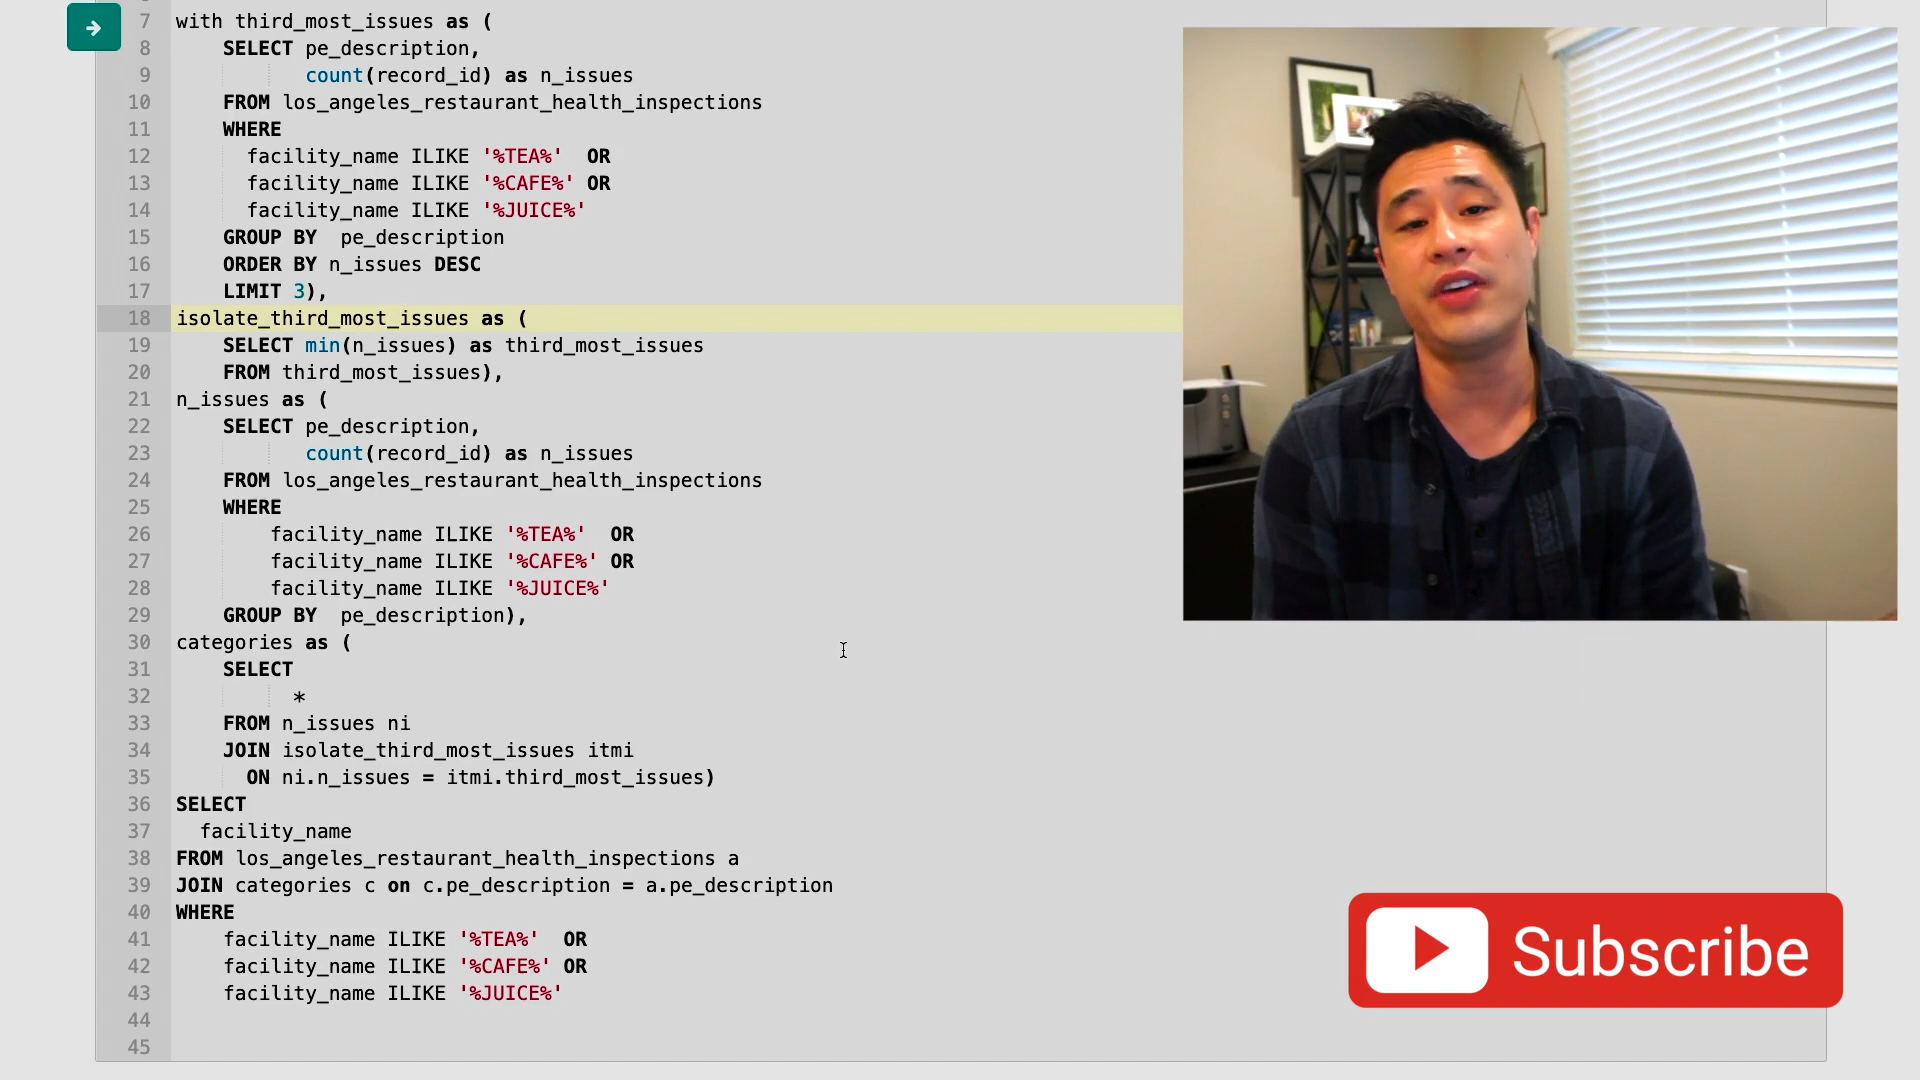 7 with third_most_issues as (
8 SELECT pe_description,
9 count(record_id) as n_issues
10 FROM los_angeles_restaurant_health_inspections
11 WHERE
12 facility_name ILIKE '%TEA%' OR
13 facility_name ILIKE '%CAFE%' OR
14 facility_name ILIKE '%JUICE%'
15 GROUP BY pe_description
16 ORDER BY n_issues DESC
17 LIMIT 3),
18 isolate_third_most_issues as (
19 SELECT min(n_issues) as third_most_issues
20 FROM third_most_issues),
21 n_issues as (
22 SELECT pe_description,
23 count(record_id) as n_issues
24 FROM los_angeles_restaurant_health_inspections
25 WHERE
26 facility_name ILIKE '%TEA%' OR
27 facility_name ILIKE '%CAFE%' OR
28 facility_name ILIKE '%JUICE%'
29 GROUP BY pe_description),
30 categories as (
31 SELECT
32 *
33 FROM n_issues ni
34 JOIN isolate_third_most_issues itmi
35 ON ni.n_issues = itmi.third_most_issues)
36 SELECT
37 facility_name
38 FROM los_angeles_restaurant_health_inspections a
39 JOIN categories c on c.pe_description = a.pe_description
40 WHERE
41 facility_name ILIKE '%TEA%' OR
42 facility_name ILIKE '%CAFE%' OR
43 facility_name ILIKE '%JUICE%'
44
45
Subscribe